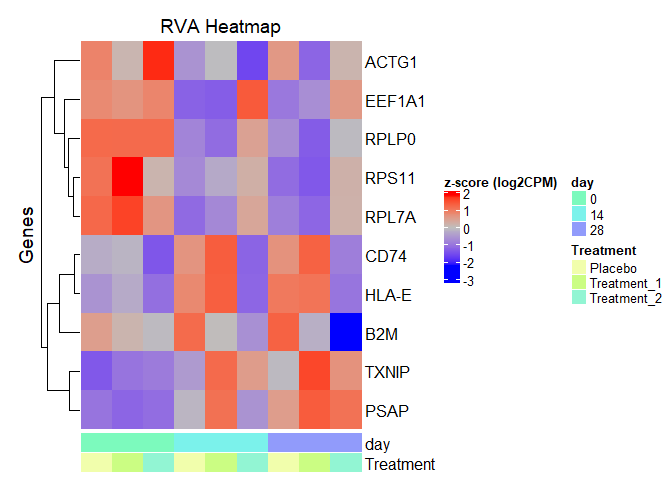 RVA Heatmap
Genes
ACTG1
EEF1A1
RPLP0
RPS11
RPL7A
CD74
HLA-E
B2M
TXNIP
PSAP
day
Treatment
z-score (log2CPM)
2
1
0
-1
-2
-3
day
0
14
28
Treatment
Placebo
Treatment_1
Treatment_2